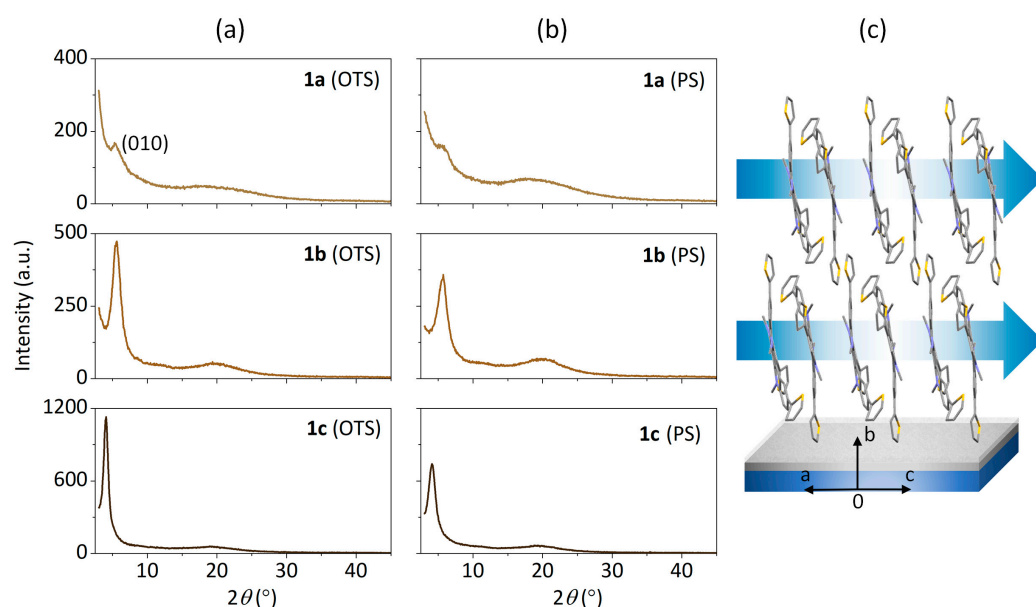 (a)
(b)
(c)
Intensity (a.u.)
400
200
0
1a (OTS)
(010)
1a (PS)
500
250
0
1b (OTS)
1b (PS)
1200
600
0
1c (OTS)
1c (PS)
10 20 30 40
2θ (°)
10 20 30 40
2θ (°)
b
a
c
0